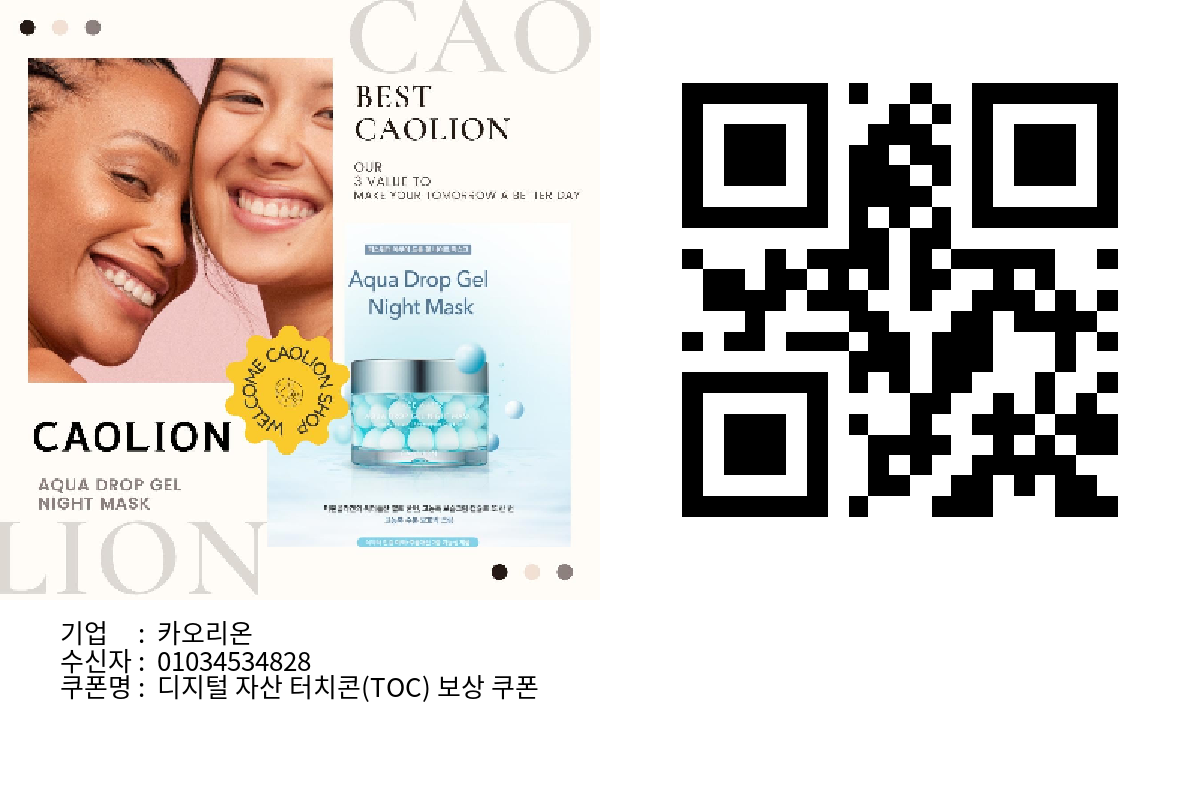 CAO
BEST
CAOLION
OUR
3 VALUE TO
MAKE YOUR TOMORROW A BETTER DAY
Aqua Drop Gel
Night Mask
WELCOME CAOLION SHOP
CAOLION
AQUA DROP GEL
NIGHT MASK
LION
기업 : 카오리온
수신자 : 01034534828
쿠폰명 : 디지털 자산 터치콘(TOC) 보상 쿠폰